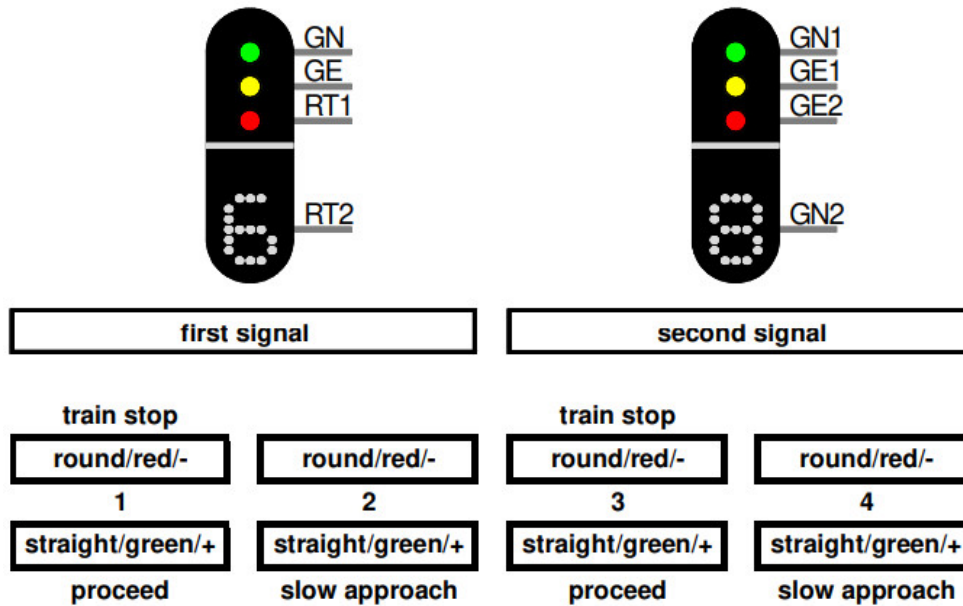 GN GN1
GE GE1
RT1 GE2
6 8
RT2 GN2
first signal second signal
train stop train stop
round/red/- round/red/- round/red/- round/red/-
1 2 3 4
straight/green/+ straight/green/+ straight/green/+ straight/green/+
proceed slow approach proceed slow approach